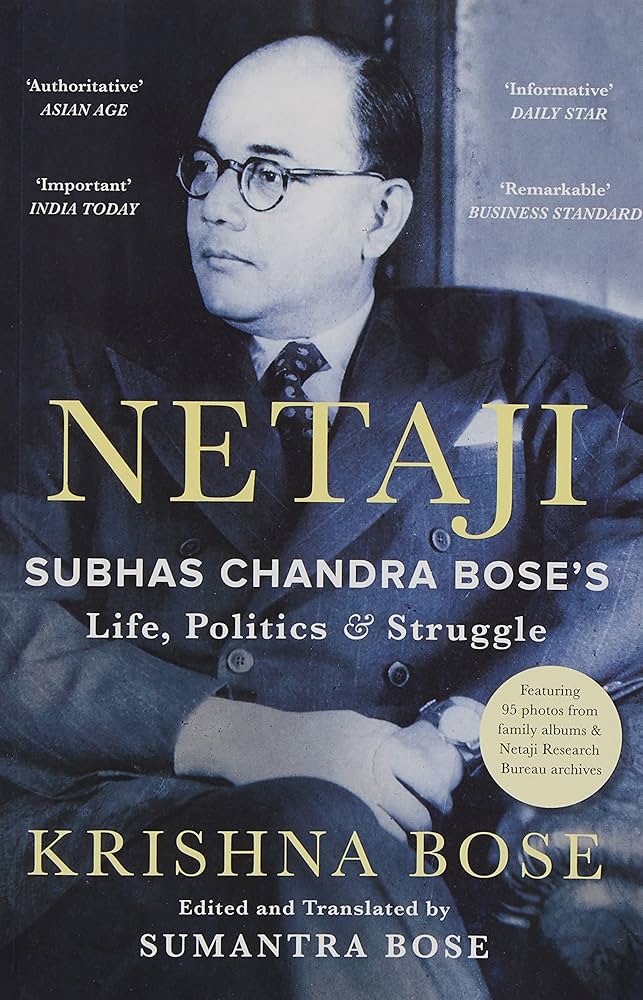 ‘Authoritative’
ASIAN AGE
‘Informative’
DAILY STAR
‘Important’
INDIA TODAY
‘Remarkable’
BUSINESS STANDARD
NETAJI
SUBHAS CHANDRA BOSE’S
Life, Politics & Struggle
Featuring
95 photos from
family albums &
Netaji Research
Bureau archives
KRISHNA BOSE
Edited and Translated by
SUMANTRA BOSE